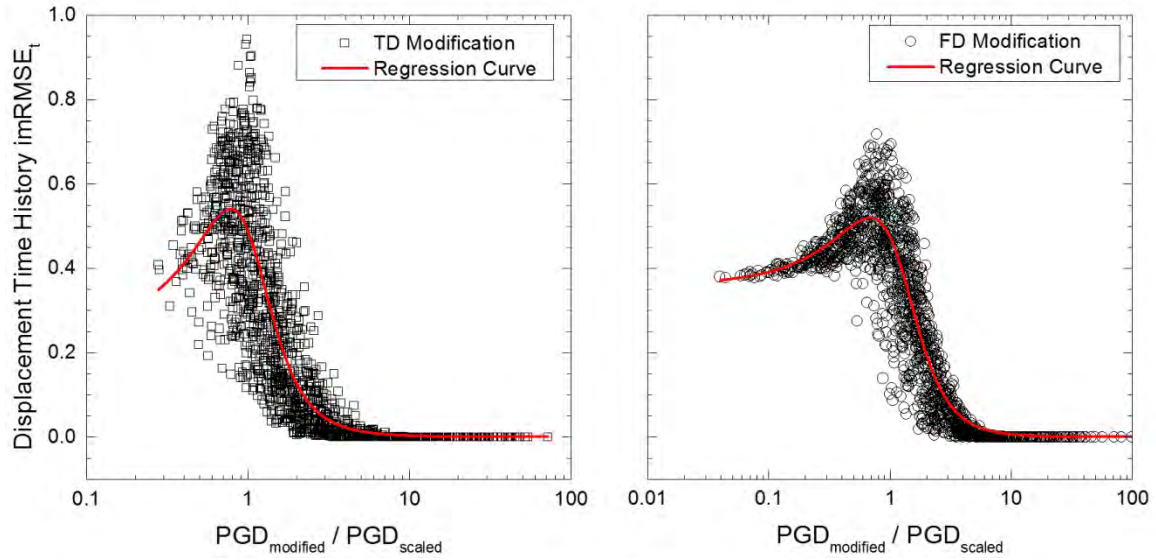 Displacement Time History imRMSE_t
1.0
0.8
0.6
0.4
0.2
0.0
TD Modification
Regression Curve
0.1 1 10 100
PGD_modified / PGD_scaled
FD Modification
Regression Curve
0.01 0.1 1 10 100
PGD_modified / PGD_scaled